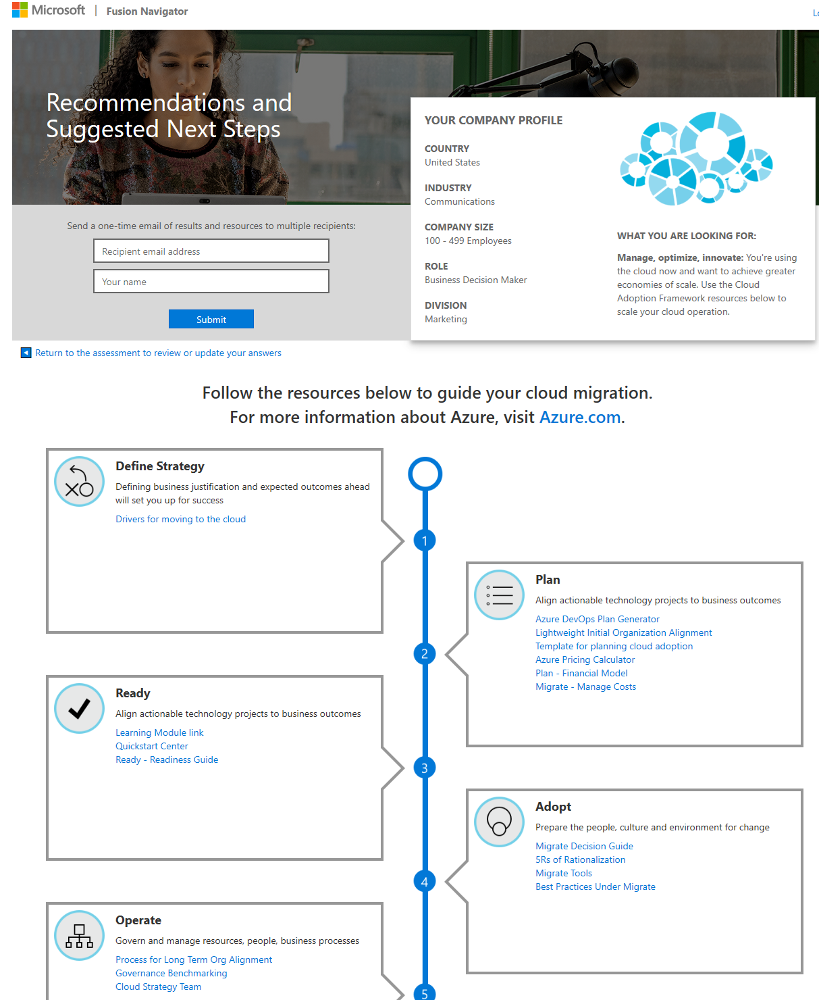 Microsoft | Fusion Navigator
Recommendations and
Suggested Next Steps
Send a one-time email of results and resources to multiple recipients:
Recipient email address
Your name
Submit
YOUR COMPANY PROFILE
COUNTRY
United States
INDUSTRY
Communications
COMPANY SIZE
100 - 499 Employees
ROLE
Business Decision Maker
DIVISION
Marketing
WHAT YOU ARE LOOKING FOR:
Manage, optimize, innovate: You're using
the cloud now and want to achieve greater
economies of scale. Use the Cloud
Adoption Framework resources below to
scale your cloud operation.
Return to the assessment to review or update your answers
Follow the resources below to guide your cloud migration.
For more information about Azure, visit Azure.com.
Define Strategy
Defining business justification and expected outcomes ahead
will set you up for success
Drivers for moving to the cloud
1
Plan
Align actionable technology projects to business outcomes
Azure DevOps Plan Generator
Lightweight Initial Organization Alignment
Template for planning cloud adoption
Azure Pricing Calculator
Plan - Financial Model
Migrate - Manage Costs
2
Ready
Align actionable technology projects to business outcomes
Learning Module link
Quickstart Center
Ready - Readiness Guide
3
Adopt
Prepare the people, culture and environment for change
Migrate Decision Guide
5Rs of Rationalization
Migrate Tools
Best Practices Under Migrate
4
Operate
Govern and manage resources, people, business processes
Process for Long Term Org Alignment
Governance Benchmarking
Cloud Strategy Team
5